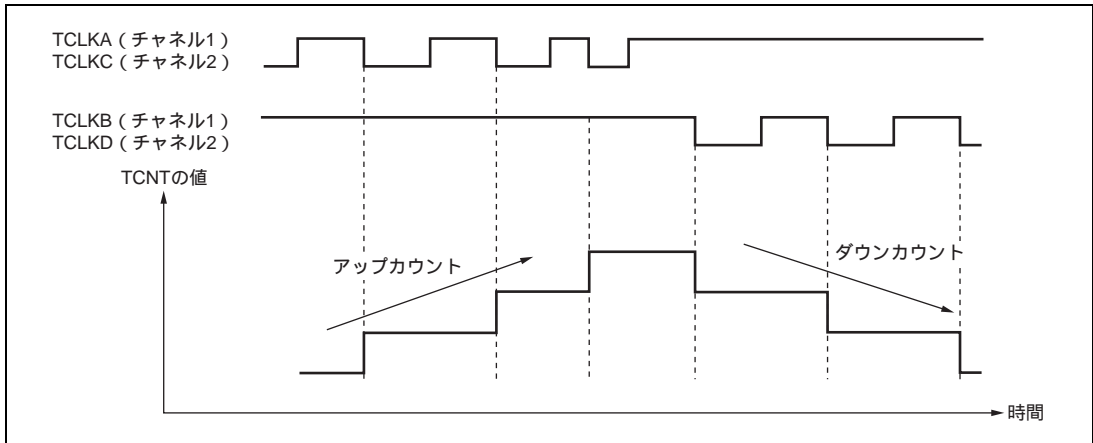 TCLKA（チャネル1）
TCLKC（チャネル2）
TCLKB（チャネル1）
TCLKD（チャネル2）
TCNTの値
アップカウント
ダウンカウント
時間